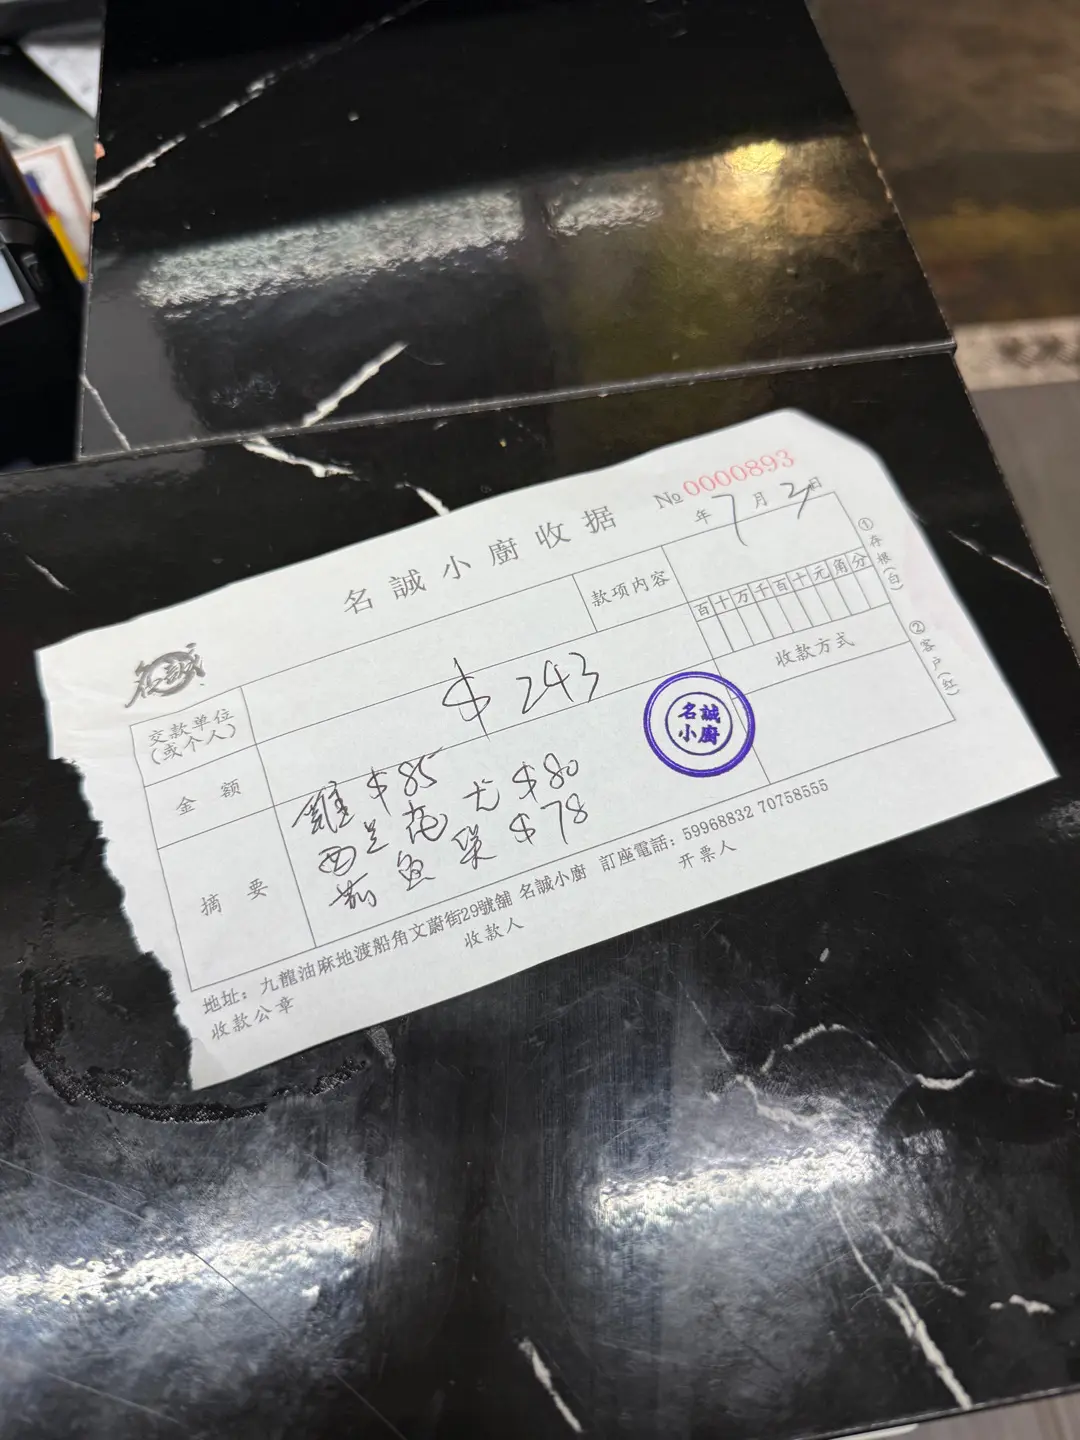 名誠小廚收据
№ 0000893
年 7 月 2 日
名誠
交款单位
(或个人)
款项内容
百十万千百十元角分
金额
$ 243
收款方式
摘要
雞 $85
西兰花尤 $80
茄魚 $78
名誠
小廚
①存根(白)
②客户(红)
地址：九龍油麻地渡船角文蔚街29號舖 名誠小廚 訂座電話：59968832 70758555
收款公章
收款人
开票人